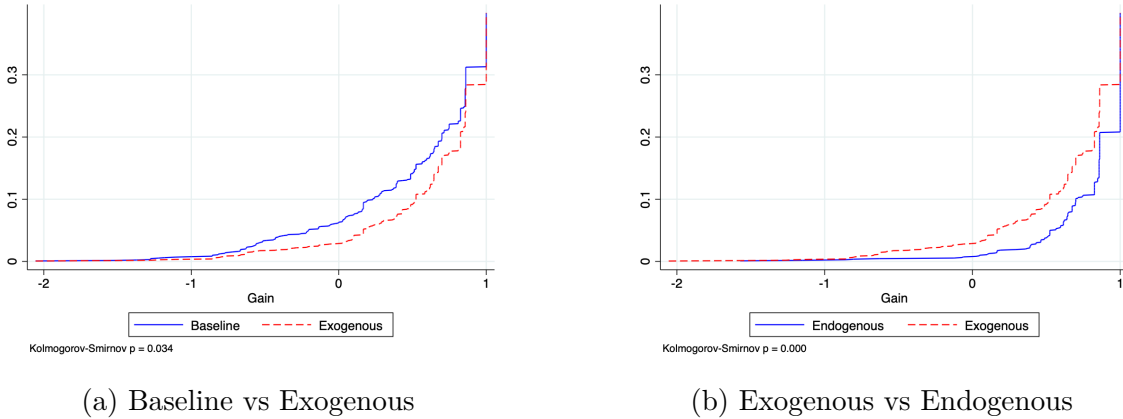 0.3
0.2
0.1
0
-2 -1 0 1
Gain
Baseline Exogenous
Kolmogorov-Smirnov p = 0.034
(a) Baseline vs Exogenous
0.3
0.2
0.1
0
-2 -1 0 1
Gain
Endogenous Exogenous
Kolmogorov-Smirnov p = 0.000
(b) Exogenous vs Endogenous